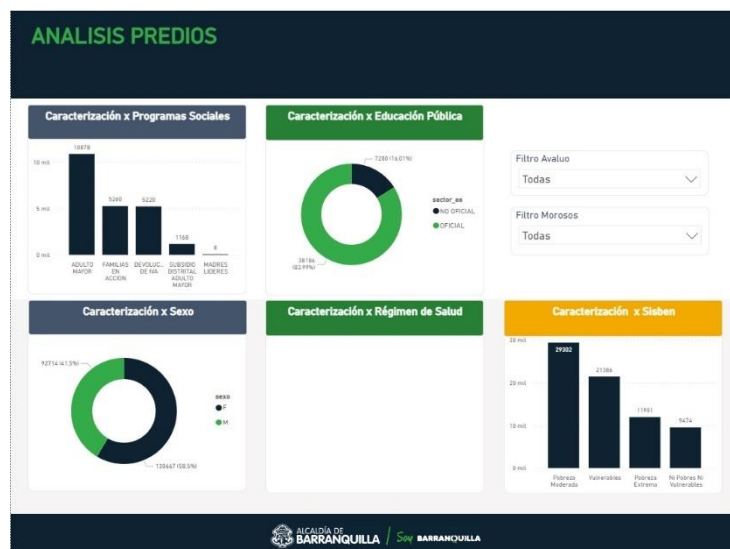 ANALISIS PREDIOS
Caracterización x Programas Sociales
10 mil
5 mil
0 mil
10878
5260
5220
1160
8
ADULTO
MAYOR
FAMILIAS
EN
ACCION
DEVOLUC...
DE IVA
SUBSIDIO
DISTRITAL
ADULTO
MAYOR
MADRES
LIDERES
Caracterización x Educación Pública
7280 (16.01%)
38186
(83.99%)
sector_es
NO OFICIAL
OFICIAL
Filtro Avaluo
Todas
Filtro Morosos
Todas
Caracterización x Sexo
92714 (41.5%)
130667 (58.5%)
sexo
F
M
Caracterización x Régimen de Salud
Caracterización x Sisben
30 mil
20 mil
10 mil
0 mil
29302
21386
11901
9474
Pobreza
Moderada
Vulnerables
Pobreza
Extrema
Ni Pobres Ni
Vulnerables
ALCALDÍA DE
BARRANQUILLA
Soy BARRANQUILLA